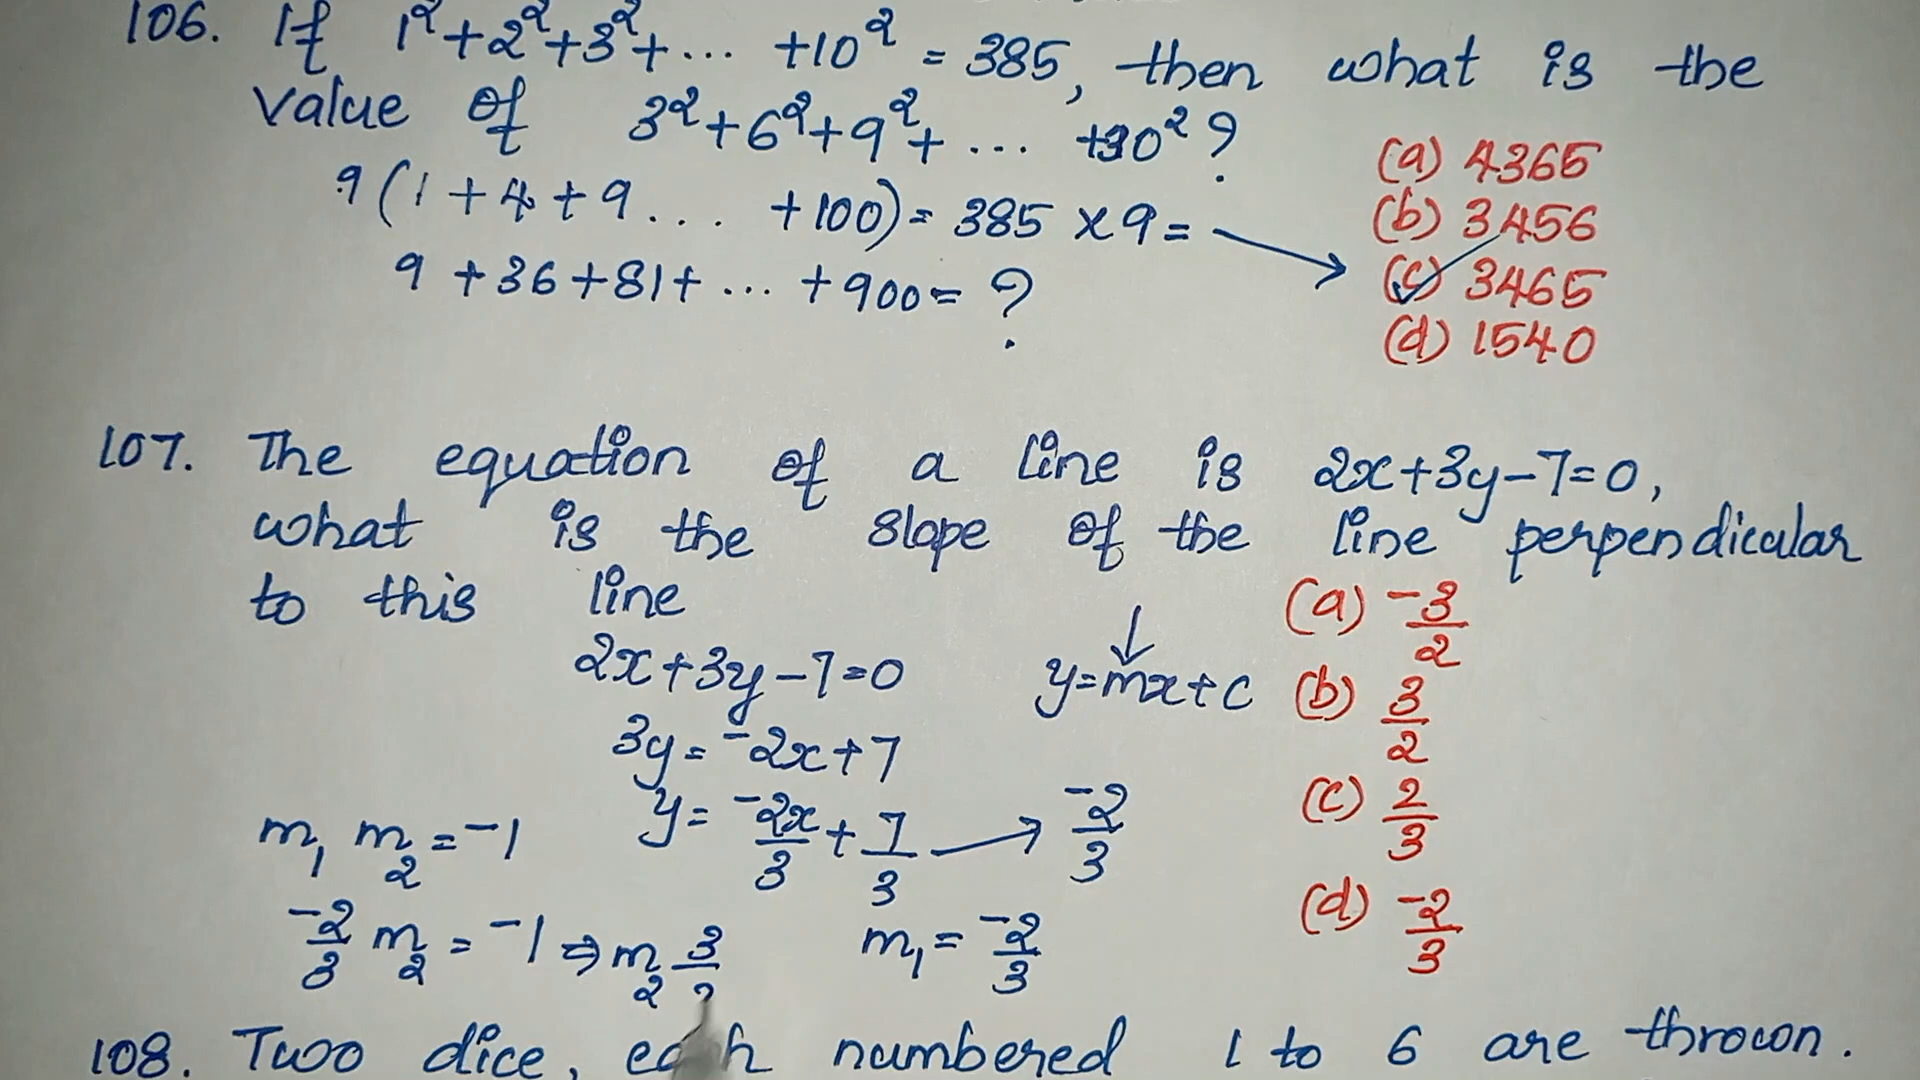 106. If 1²+2²+3²+... +10² = 385, then what is the
value of 3²+6²+9²+ ... +30²?
(a) 4365
9(1+4+9... +100) = 385 x 9 =
(b) 3456
9 +36+81+ ... +900= ?
(c) 3465
(d) 1540
107. The equation of a line is 2x+3y-7=0,
what is the slope of the line perpendicular
to this line
(a) -3/2
2x+3y-7=0
y=mx+c
(b) 3/2
3y= -2x+7
y= -2x/3 + 7/3 → -2/3
(c) 2/3
m₁ m₂ = -1
(d) -2/3
-2/3 m₂ = -1 ⇒ m₂ 3/
m₁ = -2/3
108. Two dice, each numbered 1 to 6 are thrown.